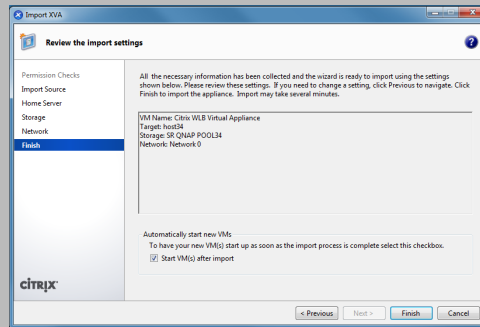 Import XVA
Review the import settings
Permission Checks
Import Source
Home Server
Storage
Network
Finish
All the necessary information has been collected and the wizard is ready to import using the settings
shown below. Please review these settings. If you need to change a setting, click Previous to navigate. Click
Finish to import the appliance. Import may take several minutes.
VM Name: Citrix WLB Virtual Appliance
Target: host34
Storage: SR QNAP POOL34
Network: Network 0
Automatically start new VMs
To have your new VM(s) start up as soon as the import process is complete select this checkbox.
Start VM(s) after import
CITRIX
< Previous
Next >
Finish
Cancel